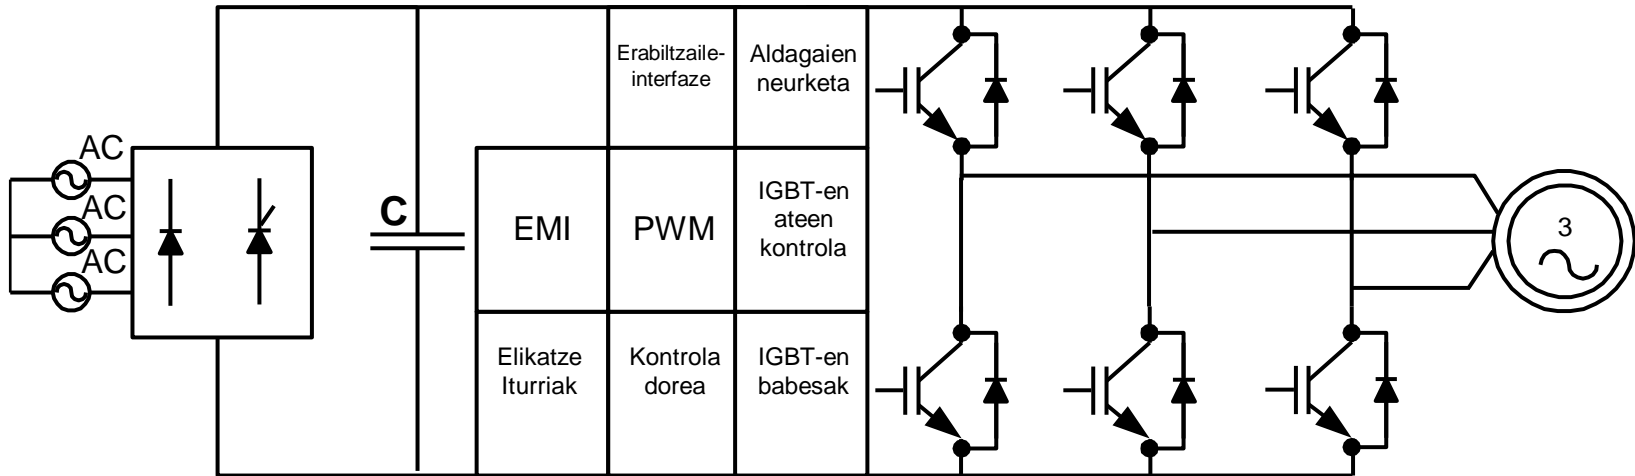 AC
AC
AC
C
Erabiltzaile-
interfaze
Aldagaien
neurketa
EMI
PWM
IGBT-en
ateen
kontrola
Elikatze
Iturriak
Kontrola
dorea
IGBT-en
babesak
3